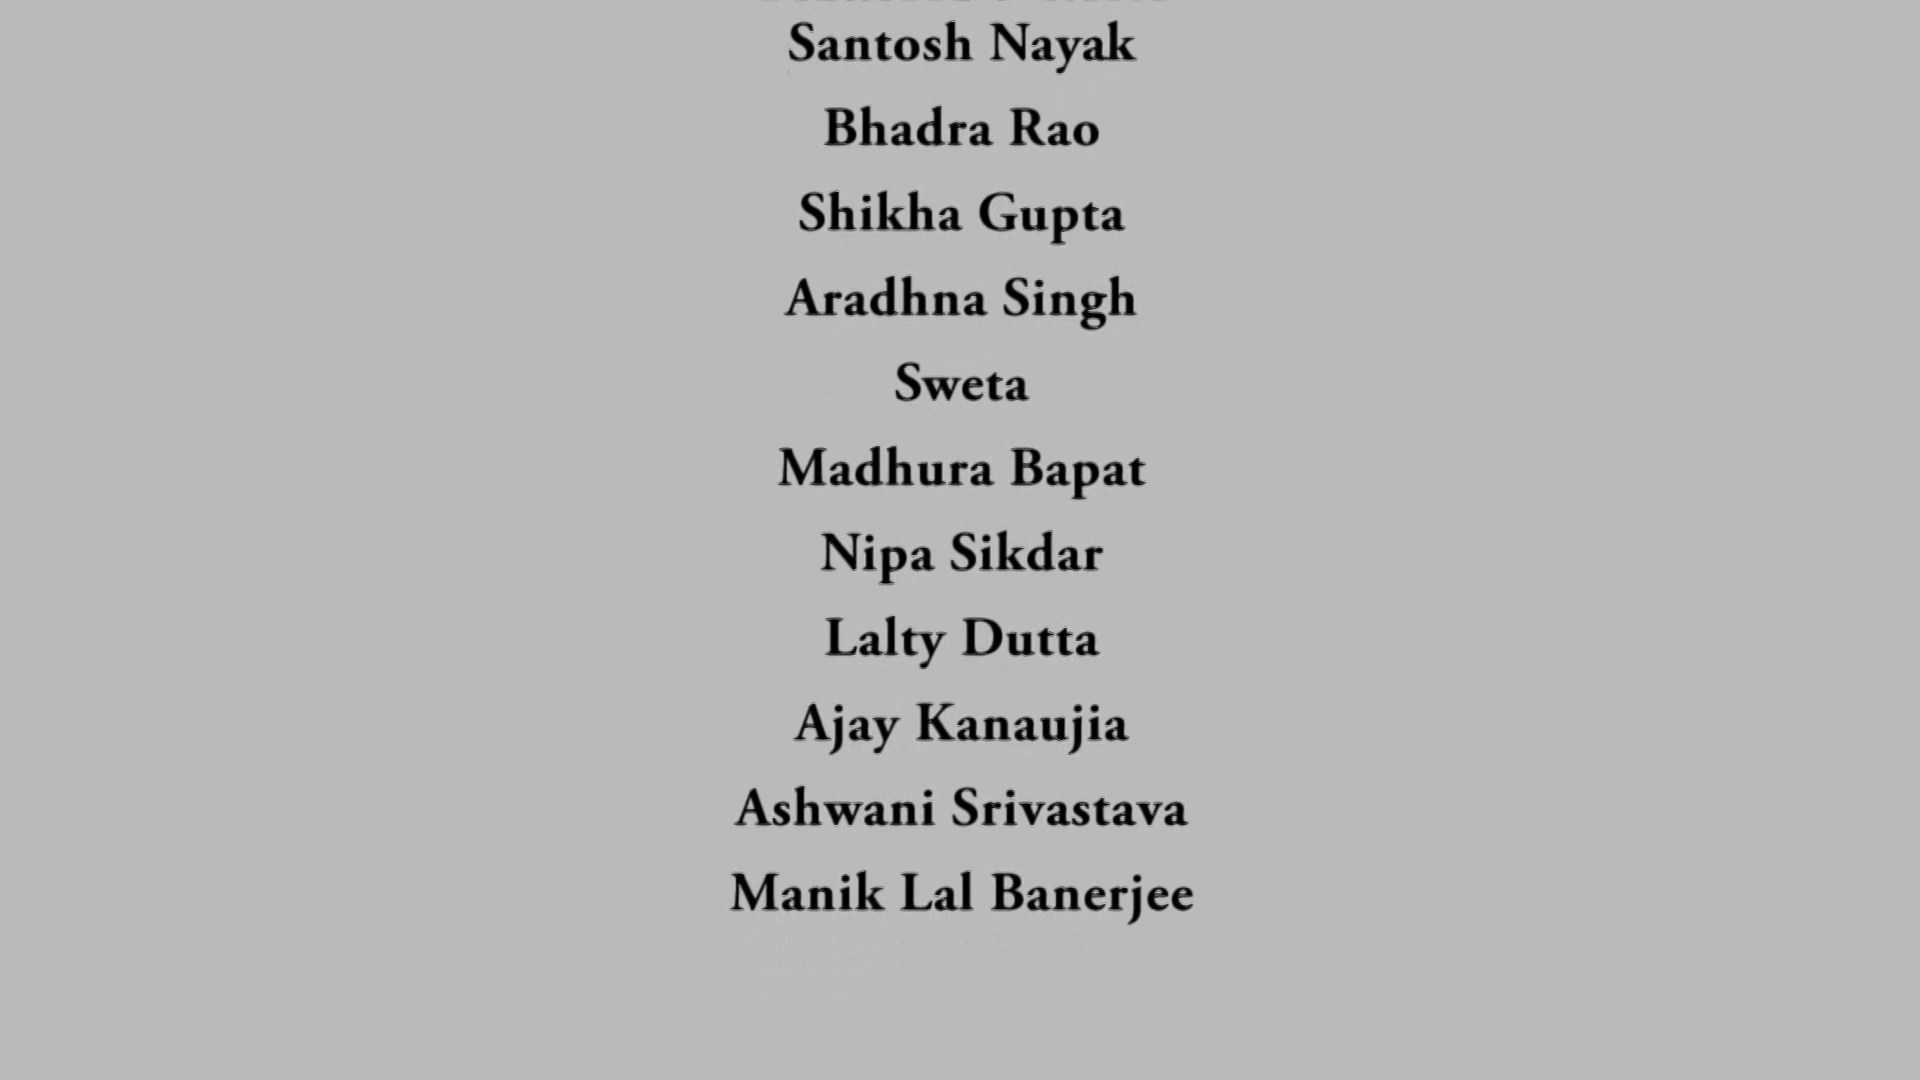 Santosh Nayak
Bhadra Rao
Shikha Gupta
Aradhna Singh
Sweta
Madhura Bapat
Nipa Sikdar
Lalty Dutta
Ajay Kanaujia
Ashwani Srivastava
Manik Lal Banerjee